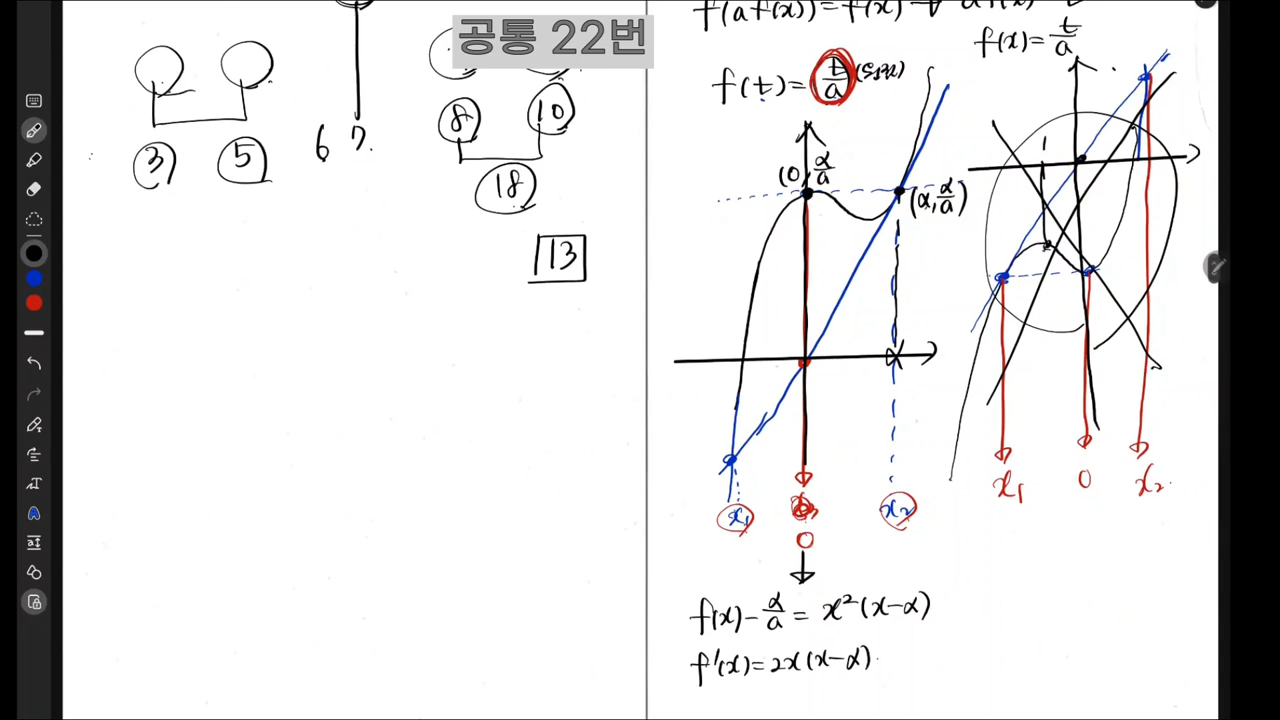 공통 22번
3 5 6 7
8 10
18
13
f(af(x))=f(x)
f(t)= t/a
f(x)= t/a
(0, α/a
(α, α/a)
x₁ 0 x₂
x₁ x₂
0
f(x)- α/a = x²(x-α)
f'(x)=2x(x-α)